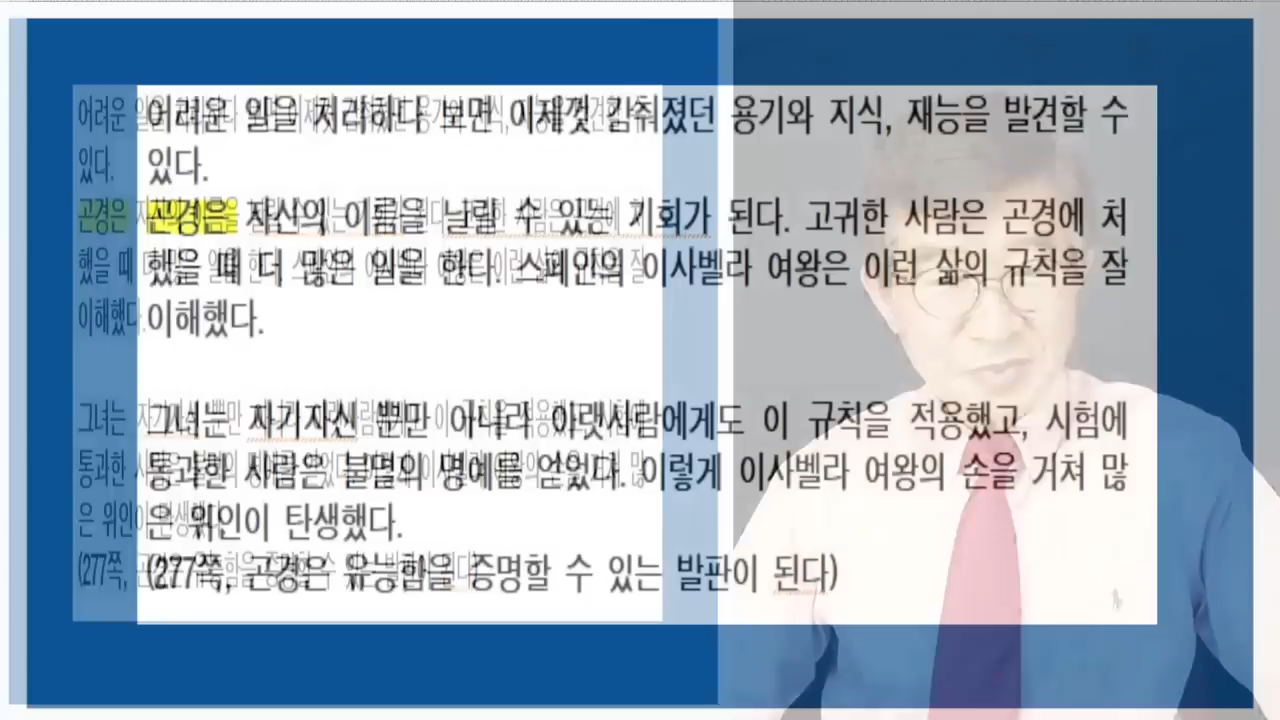 어려운 일을 처리하다 보면 이제껏 감춰졌던 용기와 지식, 재능을 발견할 수
있다.
곤경은 자신의 이름을 날릴 수 있는 기회가 된다. 고귀한 사람은 곤경에 처
했을 때 더 많은 일을 한다. 스페인의 이사벨라 여왕은 이런 삶의 규칙을 잘
이해했다.
그녀는 자기자신 뿐만 아니라 아랫사람에게도 이 규칙을 적용했고, 시험에
통과한 사람은 불멸의 명예를 얻었다. 이렇게 이사벨라 여왕의 손을 거쳐 많
은 위인이 탄생했다.
(277쪽, 곤경은 유능함을 증명할 수 있는 발판이 된다)